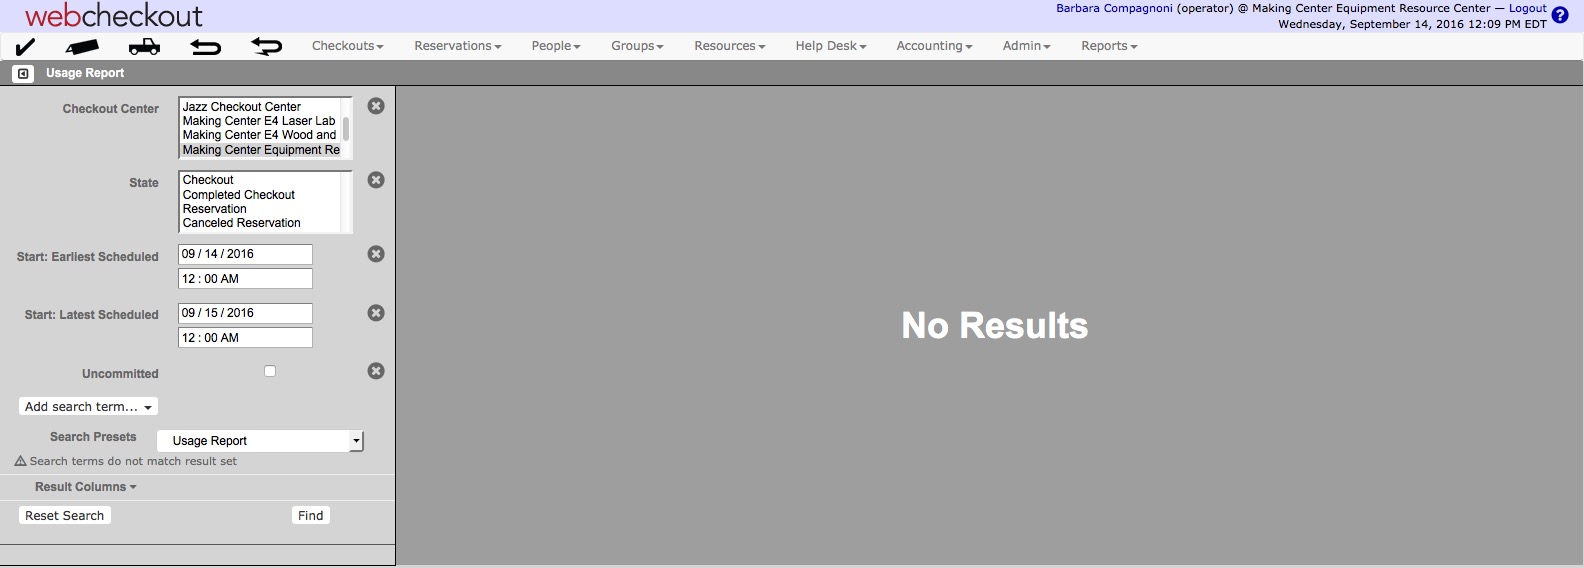 webcheckout
Barbara Compagnoni (operator) @ Making Center Equipment Resource Center — Logout
Wednesday, September 14, 2016 12:09 PM EDT
?
Checkouts Reservations People Groups Resources Help Desk Accounting Admin Reports
Usage Report
Checkout Center
Jazz Checkout Center
Making Center E4 Laser Lab
Making Center E4 Wood and
Making Center Equipment Re
State
Checkout
Completed Checkout
Reservation
Canceled Reservation
Start: Earliest Scheduled
09 / 14 / 2016
12 : 00 AM
Start: Latest Scheduled
09 / 15 / 2016
12 : 00 AM
Uncommitted
Add search term...
Search Presets Usage Report
Search terms do not match result set
Result Columns
Reset Search Find
No Results